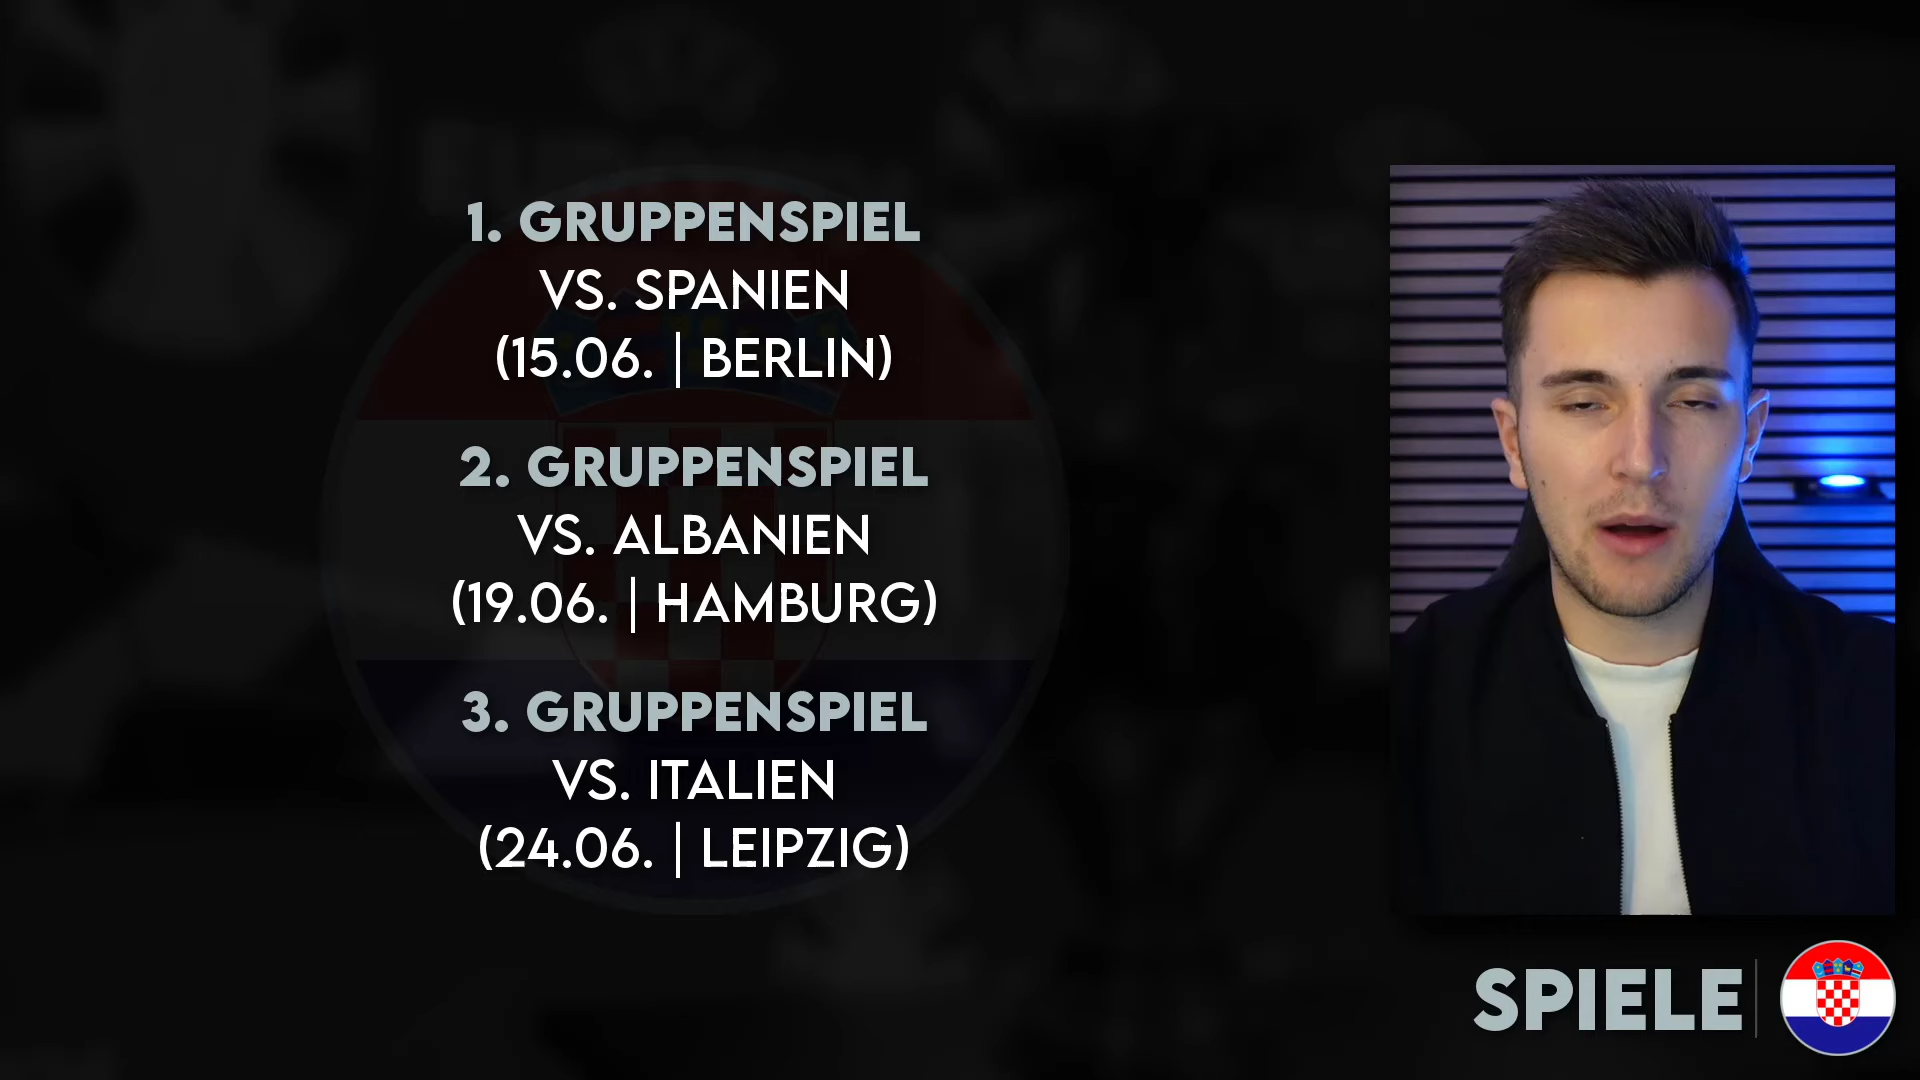 1. GRUPPENSPIEL
VS. SPANIEN
(15.06. | BERLIN)
2. GRUPPENSPIEL
VS. ALBANIEN
(19.06. | HAMBURG)
3. GRUPPENSPIEL
VS. ITALIEN
(24.06. | LEIPZIG)
SPIELE